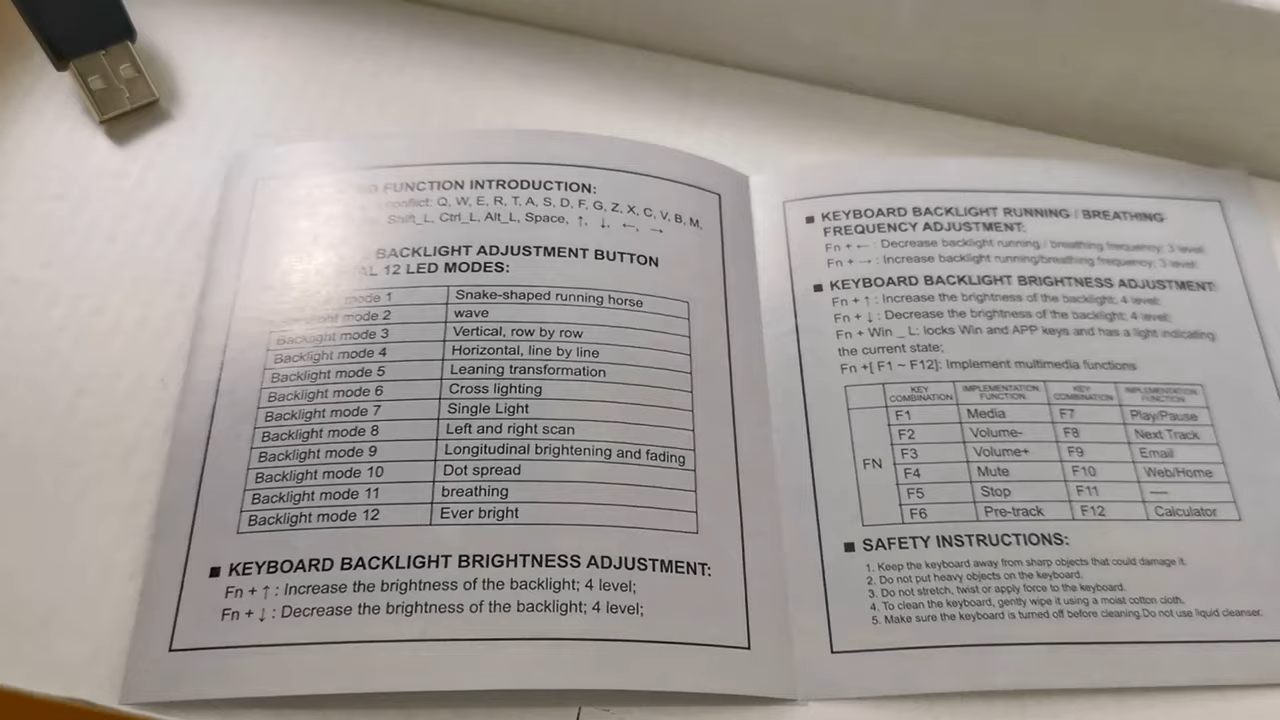 FUNCTION INTRODUCTION:
conflict: Q, W, E, R, T, A, S, D, F, G, Z, X, C, V, B, M,
Shift_L, Ctrl_L, Alt_L, Space, ↑, ↓, ←, →
BACKLIGHT ADJUSTMENT BUTTON
12 LED MODES:
mode 1 Snake-shaped running horse
mode 2 wave
Backlight mode 3 Vertical, row by row
Backlight mode 4 Horizontal, line by line
Backlight mode 5 Leaning transformation
Backlight mode 6 Cross lighting
Backlight mode 7 Single Light
Backlight mode 8 Left and right scan
Backlight mode 9 Longitudinal brightening and fading
Backlight mode 10 Dot spread
Backlight mode 11 breathing
Backlight mode 12 Ever bright
■ KEYBOARD BACKLIGHT BRIGHTNESS ADJUSTMENT:
Fn + ↑ : Increase the brightness of the backlight; 4 level;
Fn + ↓ : Decrease the brightness of the backlight; 4 level;
■ KEYBOARD BACKLIGHT RUNNING / BREATHING
FREQUENCY ADJUSTMENT:
Fn + ← : Decrease backlight running / breathing frequency; 3 level
Fn + → : Increase backlight running/breathing frequency; 3 level;
■ KEYBOARD BACKLIGHT BRIGHTNESS ADJUSTMENT:
Fn + ↑ : Increase the brightness of the backlight; 4 level;
Fn + ↓ : Decrease the brightness of the backlight; 4 level;
Fn + Win _ L: locks Win and APP keys and has a light indicating
the current state;
Fn +[ F1 ~ F12]: Implement multimedia functions
KEY COMBINATION IMPLEMENTATION FUNCTION KEY COMBINATION IMPLEMENTATION FUNCTION
FN
F1 Media F7 Play/Pause
F2 Volume- F8 Next Track
F3 Volume+ F9 Email
F4 Mute F10 Web/Home
F5 Stop F11 ----
F6 Pre-track F12 Calculator
■ SAFETY INSTRUCTIONS:
1. Keep the keyboard away from sharp objects that could damage it.
2. Do not put heavy objects on the keyboard.
3. Do not stretch, twist or apply force to the keyboard.
4. To clean the keyboard, gently wipe it using a moist cotton cloth.
5. Make sure the keyboard is turned off before cleaning.Do not use liquid cleanser.